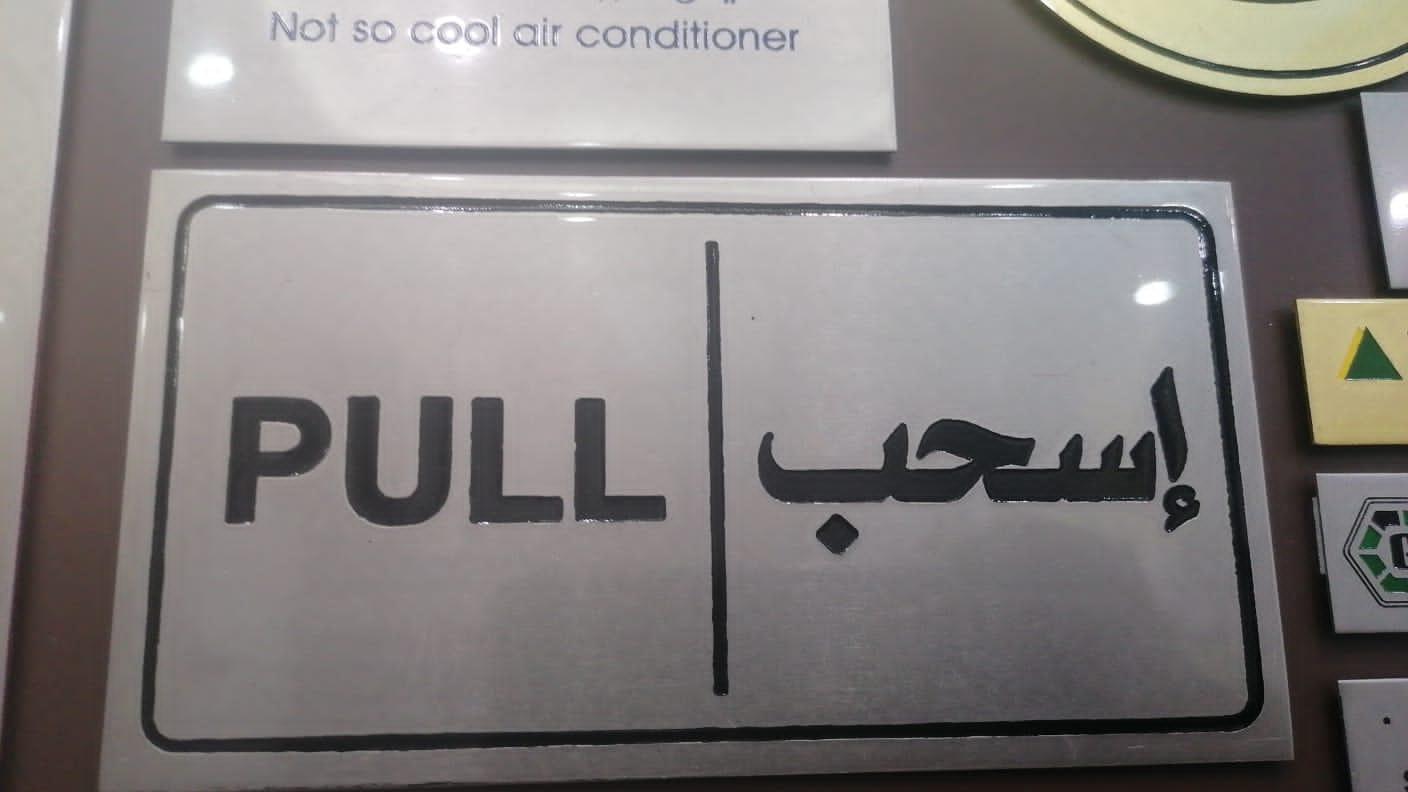 Not so cool air conditioner
PULL
إسحب